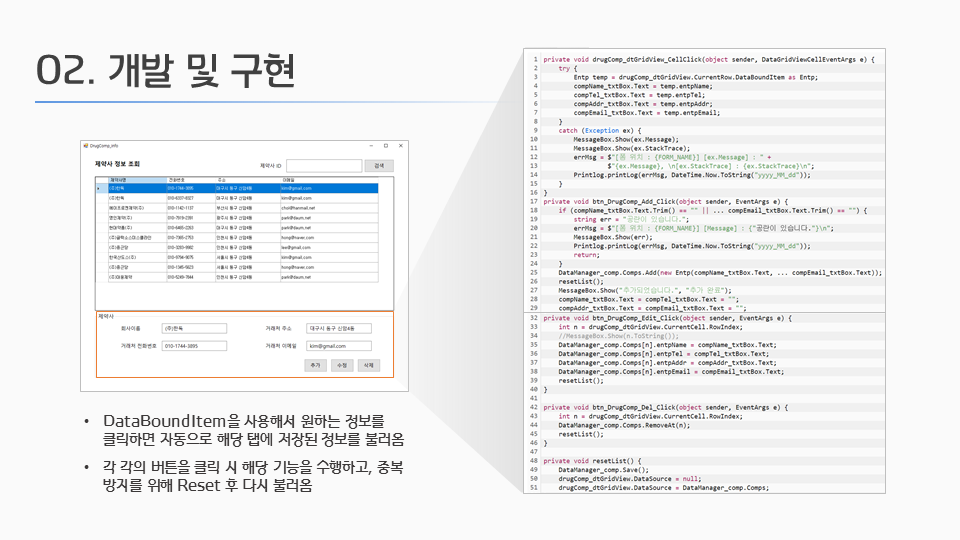 02. 개발 및 구현
DrugComp_Info
제약사 정보 조회
제약사 ID
검색
제약사명 전화번호 주소 이메일
(주)한독 010-1744-3895 대구시 동구 신암4동 kim@gmail.com
(주)한독 010-6337-8027 대구시 동구 신암4동 kim@gmail.com
에이프로젠제약(주) 010-1142-1137 부산시 동구 신암4동 choi@hanmail.net
명인제약(주) 010-7919-2391 광주시 동구 신암4동 park@daum.net
현대약품(주) 010-6465-2253 대구시 동구 신암4동 park@daum.net
(주)글락소스미스클라인 010-7365-2753 인천시 동구 신암4동 hong@naver.com
(주)종근당 010-3283-9982 인천시 동구 신암4동 lee@gmail.com
한국산도스(주) 010-9794-9075 서울시 동구 신암4동 kim@gmail.com
(주)종근당 010-1345-5023 서울시 동구 신암4동 hong@naver.com
(주)대웅제약 010-6249-7844 인천시 동구 신암4동 park@daum.net
제약사
회사이름 (주)한독 거래처 주소 대구시 동구 신암4동
거래처 전화번호 010-1744-3895 거래처 이메일 kim@gmail.com
추가 수정 삭제
• DataBoundItem을 사용해서 원하는 정보를
클릭하면 자동으로 해당 탭에 저장된 정보를 불러옴
• 각 각의 버튼을 클릭 시 해당 기능을 수행하고, 중복
방지를 위해 Reset 후 다시 불러옴
1 private void drugComp_dtGridView_CellClick(object sender, DataGridViewCellEventArgs e) {
2 try {
3 Entp temp = drugComp_dtGridView.CurrentRow.DataBoundItem as Entp;
4 compName_txtBox.Text = temp.entpName;
5 compTel_txtBox.Text = temp.entpTel;
6 compAddr_txtBox.Text = temp.entpAddr;
7 compEmail_txtBox.Text = temp.entpEmail;
8 }
9 catch (Exception ex) {
10 MessageBox.Show(ex.Message);
11 MessageBox.Show(ex.StackTrace);
12 errMsg = $"[폼 위치 : {FORM_NAME}] [ex.Message] : " +
13 $"{ex.Message}, \n[ex.StackTrace] : {ex.StackTrace}\n";
14 Printlog.printLog(errMsg, DateTime.Now.ToString("yyyy_MM_dd"));
15 }
16 }
17 private void btn_DrugComp_Add_Click(object sender, EventArgs e) {
18 if (compName_txtBox.Text.Trim() == "" || ... compEmail_txtBox.Text.Trim() == "") {
19 string err = "공란이 있습니다.";
20 errMsg = $"[폼 위치 : {FORM_NAME}] [Message] : {"공란이 있습니다."}\n";
21 MessageBox.Show(err);
22 Printlog.printLog(errMsg, DateTime.Now.ToString("yyyy_MM_dd"));
23 return;
24 }
25 DataManager_comp.Comps.Add(new Entp(compName_txtBox.Text, ... compEmail_txtBox.Text));
26 resetList();
27 MessageBox.Show("추가되었습니다.", "추가 완료");
28 compName_txtBox.Text = compTel_txtBox.Text = "";
29 compAddr_txtBox.Text = compEmail_txtBox.Text = "";
32 private void btn_DrugComp_Edit_Click(object sender, EventArgs e) {
33 int n = drugComp_dtGridView.CurrentCell.RowIndex;
34 //MessageBox.Show(n.ToString());
35 DataManager_comp.Comps[n].entpName = compName_txtBox.Text;
36 DataManager_comp.Comps[n].entpTel = compTel_txtBox.Text;
37 DataManager_comp.Comps[n].entpAddr = compAddr_txtBox.Text;
38 DataManager_comp.Comps[n].entpEmail = compEmail_txtBox.Text;
39 resetList();
40 }
41
42 private void btn_DrugComp_Del_Click(object sender, EventArgs e) {
43 int n = drugComp_dtGridView.CurrentCell.RowIndex;
44 DataManager_comp.Comps.RemoveAt(n);
45 resetList();
46 }
47
48 private void resetList() {
49 DataManager_comp.Save();
50 drugComp_dtGridView.DataSource = null;
51 drugComp_dtGridView.DataSource = DataManager_comp.Comps;